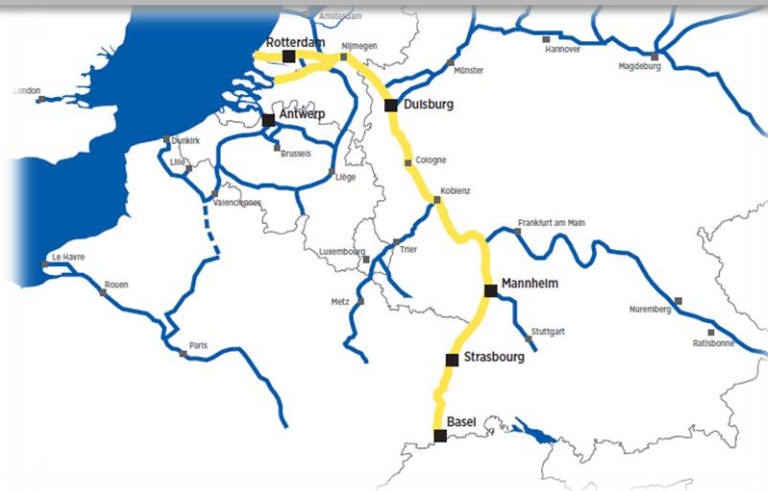 Amsterdam
Rotterdam
Nijmegen
Hannover
Münster
Magdeburg
London
Duisburg
Antwerp
Dunkirk
Brussels
Cologne
Lille
Liège
Koblenz
Valenciennes
Frankfurt am Main
Trier
Luxembourg
Le Havre
Mannheim
Rouen
Metz
Nuremberg
Stuttgart
Ratisbonne
Paris
Strasbourg
Basel